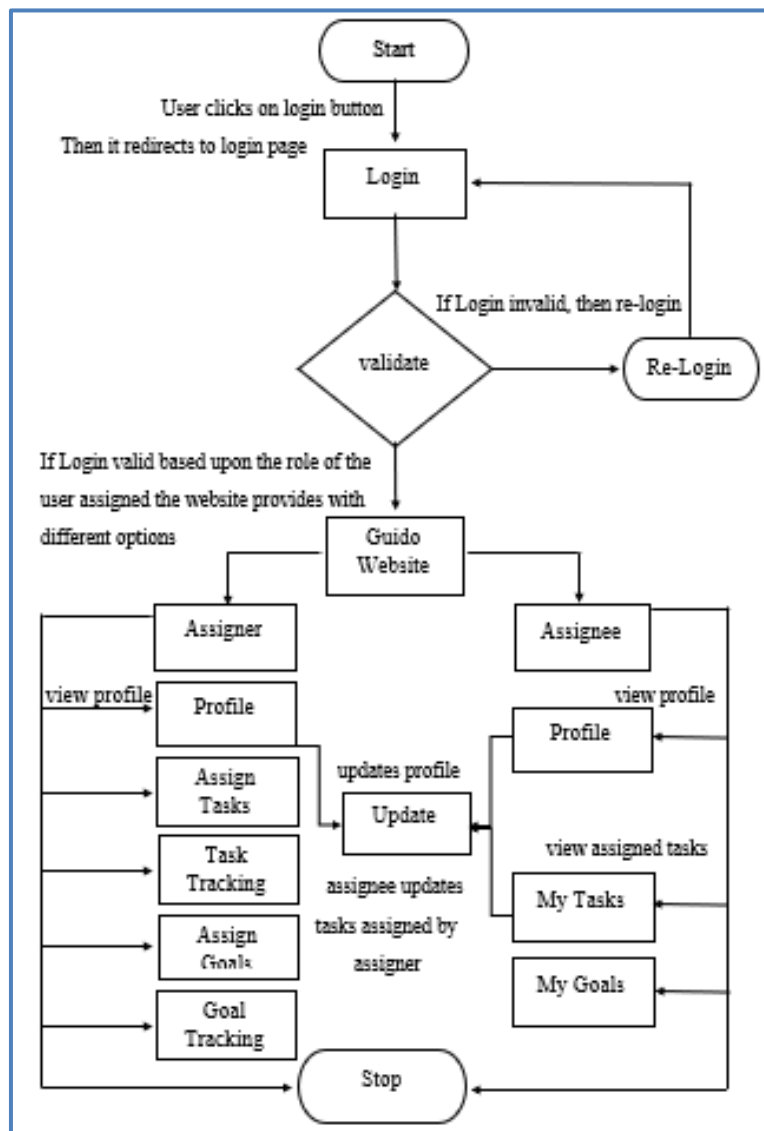 Start
User clicks on login button
Then it redirects to login page
Login
If Login invalid, then re-login
validate
Re-Login
If Login valid based upon the role of the
user assigned the website provides with
different options
Guido
Website
Assigner
Assignee
view profile
Profile
view profile
Profile
updates profile
Assign
Tasks
Update
Task
Tracking
view assigned tasks
assignee updates
tasks assigned by
assigner
My Tasks
Assign
Goals
My Goals
Goal
Tracking
Stop